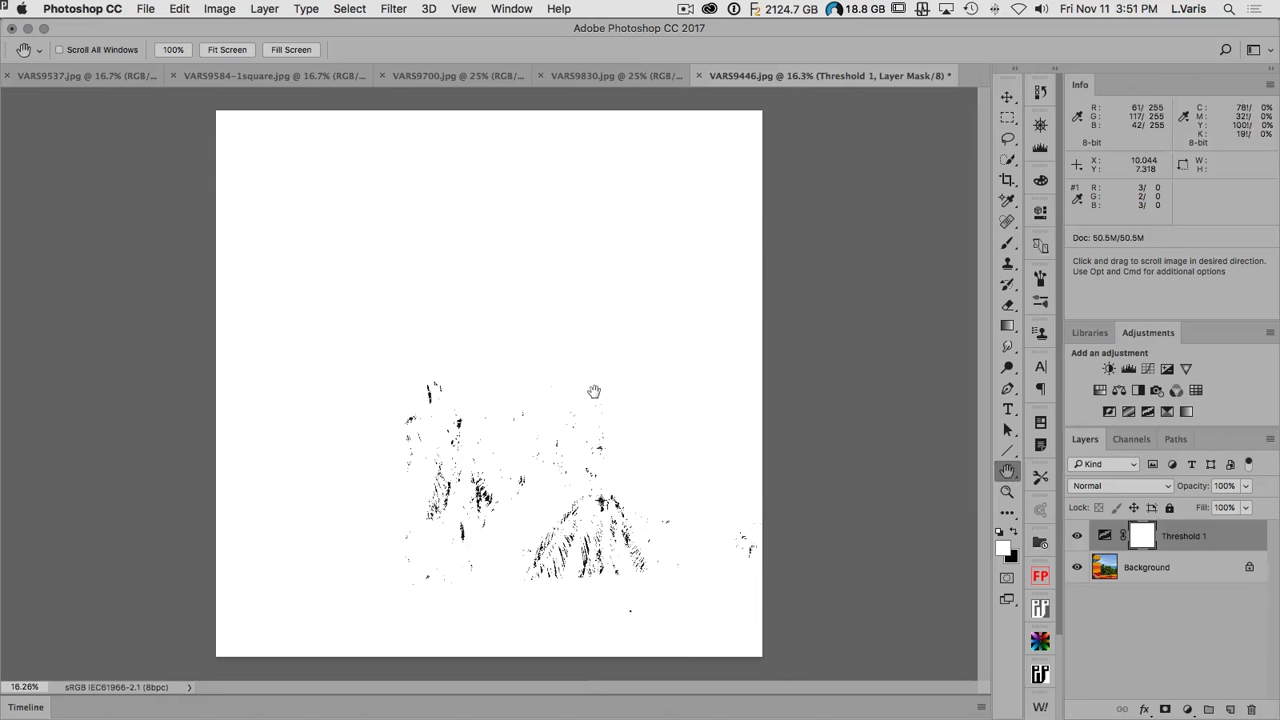 Photoshop CC File Edit Image Layer Type Select Filter 3D View Window Help 2124.7 GB 18.8 GB Fri Nov 11 3:51 PM L.Varis
Adobe Photoshop CC 2017
Scroll All Windows 100% Fit Screen Fill Screen
VARS9537.jpg @ 16.7% (RGB/... VARS9584-1square.jpg @ 16.7% (RGB/... VARS9700.jpg @ 25% (RGB/... VARS9830.jpg @ 25% (RGB/... VARS9446.jpg @ 16.3% (Threshold 1, Layer Mask/8) *
Info
R: 61/ 255 C: 78!/ 0%
G: 117/ 255 M: 32!/ 0%
B: 42/ 255 Y: 100!/ 0%
K: 19!/ 0%
8-bit 8-bit
X: 10.044 W:
Y: 7.318 H:
#1 R: 3/ 0
G: 2/ 0
B: 3/ 0
Doc: 50.5M/50.5M
Click and drag to scroll image in desired direction.
Use Opt and Cmd for additional options
Libraries Adjustments
Add an adjustment
Layers Channels Paths
Kind
Normal Opacity: 100%
Lock: Fill: 100%
Threshold 1
Background
FP
W!
16.26% sRGB IEC61966-2.1 (8bpc)
Timeline